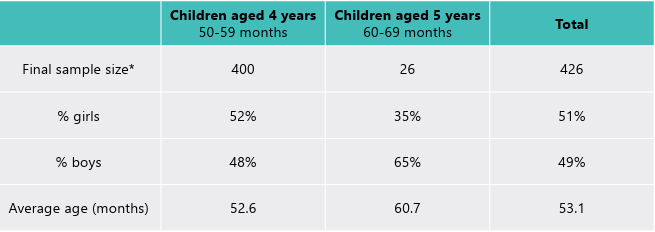 Children aged 4 years Children aged 5 years Total
50-59 months 60-69 months
Final sample size* 400 26 426
% girls 52% 35% 51%
% boys 48% 65% 49%
Average age (months) 52.6 60.7 53.1